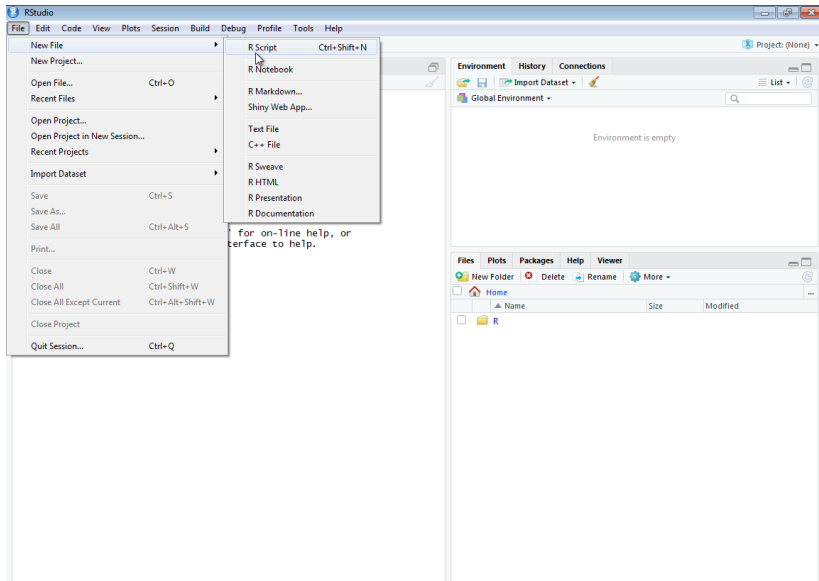 RStudio
File Edit Code View Plots Session Build Debug Profile Tools Help
Project: (None)
New File
New Project...
Open File... Ctrl+O
Recent Files
Open Project...
Open Project in New Session...
Recent Projects
Import Dataset
Save Ctrl+S
Save As...
Save All Ctrl+Alt+S
Print...
Close Ctrl+W
Close All Ctrl+Shift+W
Close All Except Current Ctrl+Alt+Shift+W
Close Project
Quit Session... Ctrl+Q
R Script Ctrl+Shift+N
R Notebook
R Markdown...
Shiny Web App...
Text File
C++ File
R Sweave
R HTML
R Presentation
R Documentation
' for on-line help, or
terface to help.
Environment History Connections
Import Dataset List
Global Environment
Environment is empty
Files Plots Packages Help Viewer
New Folder Delete Rename More
Home ...
Name Size Modified
R